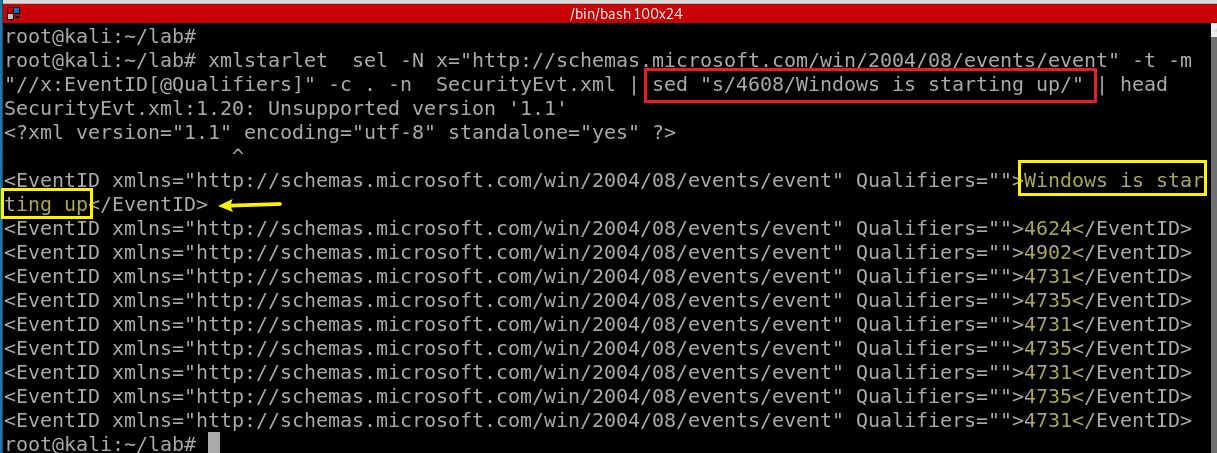 /bin/bash 100x24
root@kali:~/lab#
root@kali:~/lab# xmlstarlet  sel -N x="http://schemas.microsoft.com/win/2004/08/events/event" -t -m
"//x:EventID[@Qualifiers]" -c . -n  SecurityEvt.xml | sed "s/4608/Windows is starting up/" | head
SecurityEvt.xml:1.20: Unsupported version '1.1'
<?xml version="1.1" encoding="utf-8" standalone="yes" ?>
                   ^
<EventID xmlns="http://schemas.microsoft.com/win/2004/08/events/event" Qualifiers="">Windows is star
ting up</EventID>
<EventID xmlns="http://schemas.microsoft.com/win/2004/08/events/event" Qualifiers="">4624</EventID>
<EventID xmlns="http://schemas.microsoft.com/win/2004/08/events/event" Qualifiers="">4902</EventID>
<EventID xmlns="http://schemas.microsoft.com/win/2004/08/events/event" Qualifiers="">4731</EventID>
<EventID xmlns="http://schemas.microsoft.com/win/2004/08/events/event" Qualifiers="">4735</EventID>
<EventID xmlns="http://schemas.microsoft.com/win/2004/08/events/event" Qualifiers="">4731</EventID>
<EventID xmlns="http://schemas.microsoft.com/win/2004/08/events/event" Qualifiers="">4735</EventID>
<EventID xmlns="http://schemas.microsoft.com/win/2004/08/events/event" Qualifiers="">4731</EventID>
<EventID xmlns="http://schemas.microsoft.com/win/2004/08/events/event" Qualifiers="">4735</EventID>
<EventID xmlns="http://schemas.microsoft.com/win/2004/08/events/event" Qualifiers="">4731</EventID>
root@kali:~/lab#